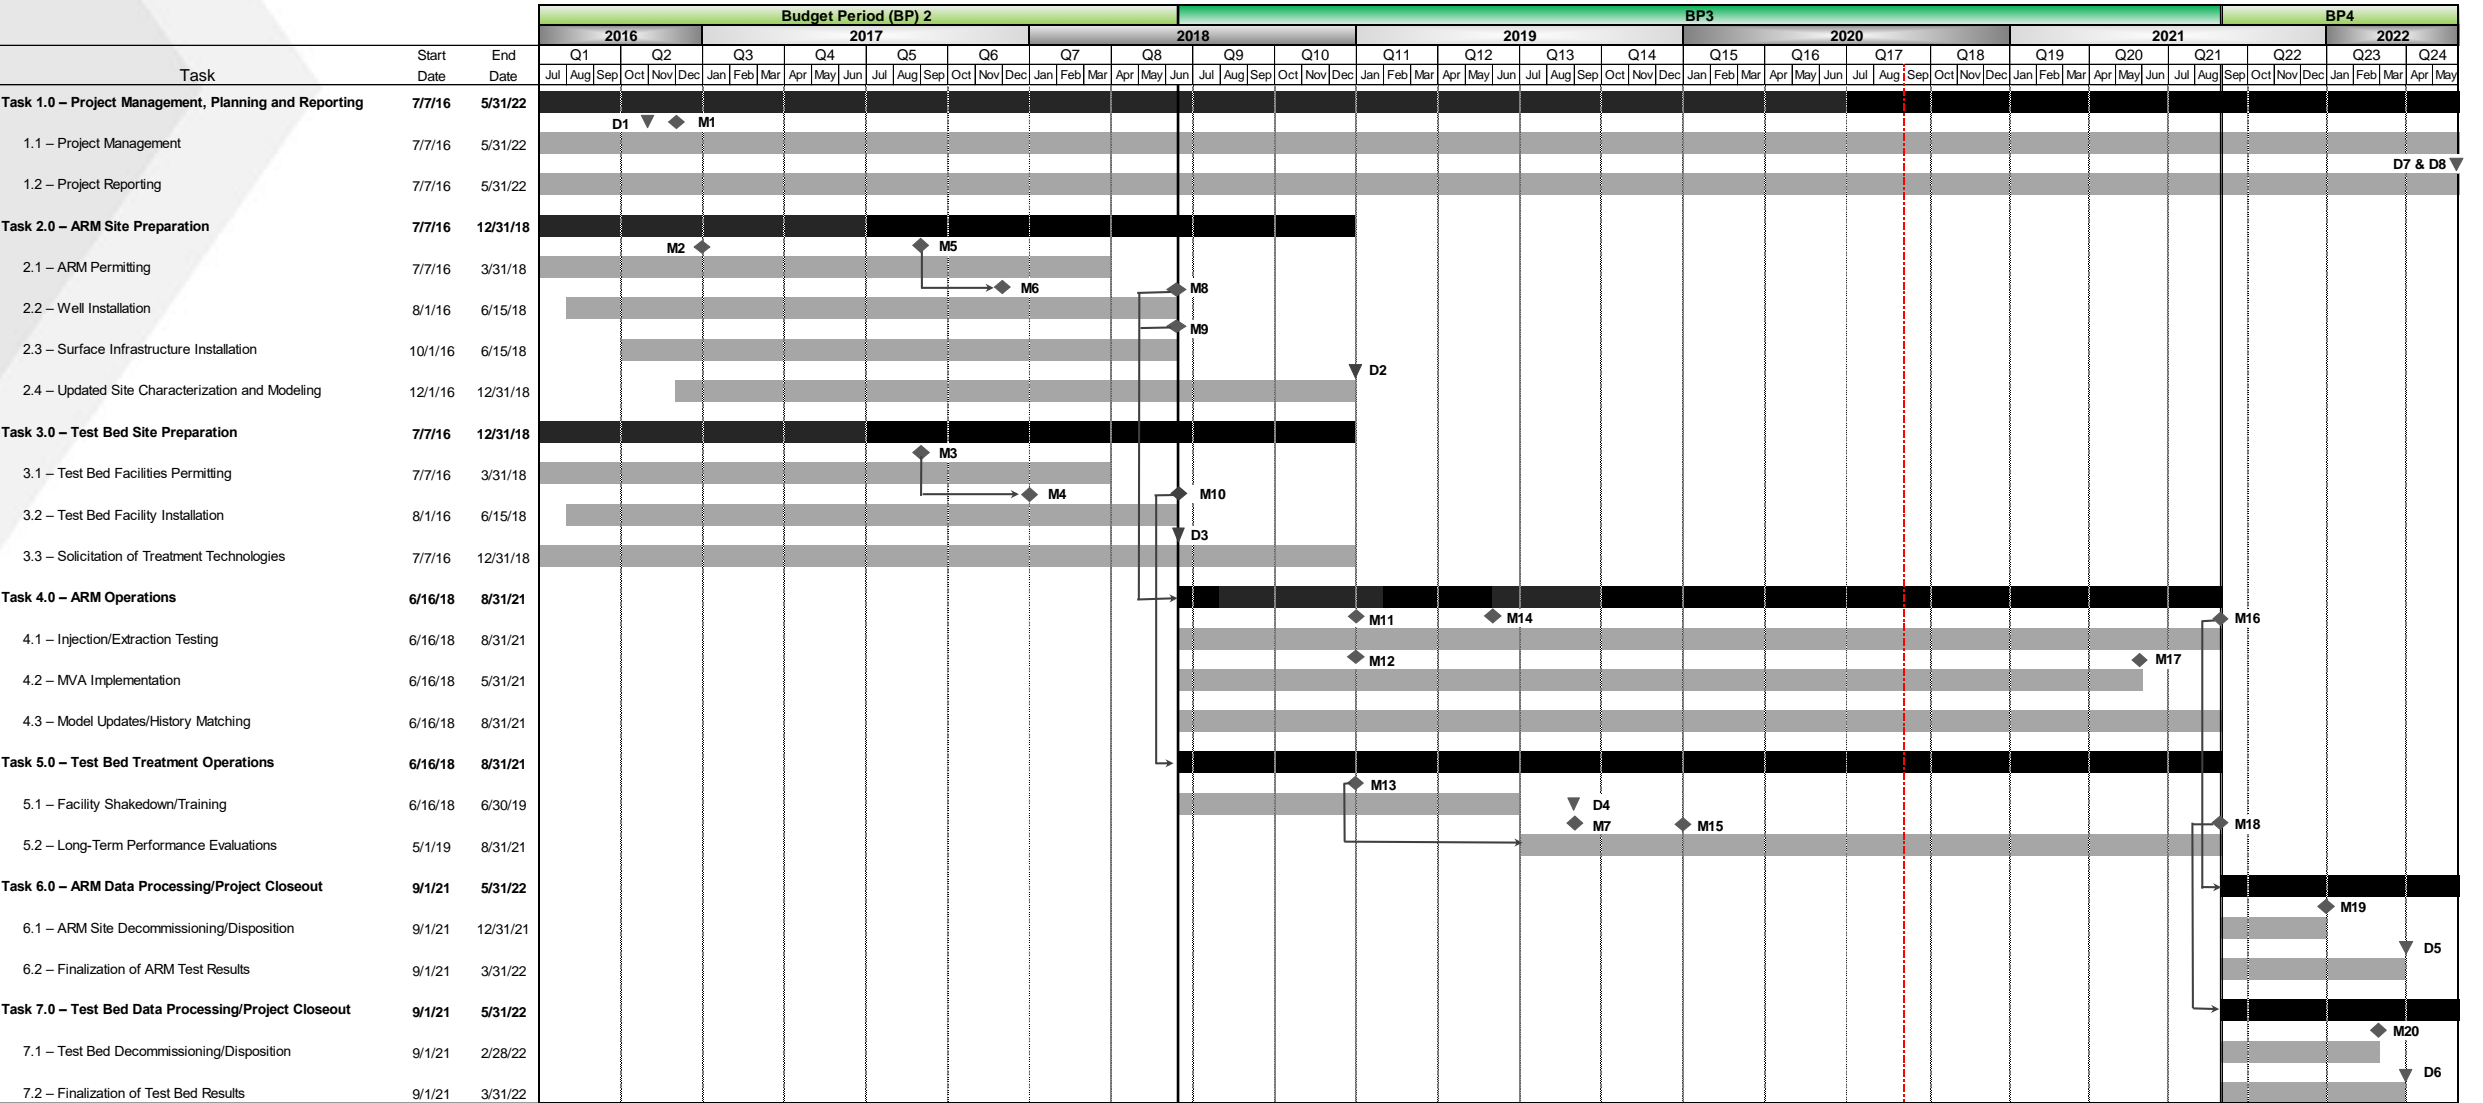 Budget Period (BP) 2 BP3 BP4
2016 2017 2018 2019 2020 2021 2022
Start End Q1 Q2 Q3 Q4 Q5 Q6 Q7 Q8 Q9 Q10 Q11 Q12 Q13 Q14 Q15 Q16 Q17 Q18 Q19 Q20 Q21 Q22 Q23 Q24
Task Date Date Jul Aug Sep Oct Nov Dec Jan Feb Mar Apr May Jun Jul Aug Sep Oct Nov Dec Jan Feb Mar Apr May Jun Jul Aug Sep Oct Nov Dec Jan Feb Mar Apr May Jun Jul Aug Sep Oct Nov Dec Jan Feb Mar Apr May Jun Jul Aug Sep Oct Nov Dec Jan Feb Mar Apr May Jun Jul Aug Sep Oct Nov Dec Jan Feb Mar Apr May
Task 1.0 – Project Management, Planning and Reporting 7/7/16 5/31/22
D1 M1
1.1 – Project Management 7/7/16 5/31/22
D7 & D8
1.2 – Project Reporting 7/7/16 5/31/22
Task 2.0 – ARM Site Preparation 7/7/16 12/31/18
M2 M5
2.1 – ARM Permitting 7/7/16 3/31/18
M6 M8
2.2 – Well Installation 8/1/16 6/15/18
M9
2.3 – Surface Infrastructure Installation 10/1/16 6/15/18
D2
2.4 – Updated Site Characterization and Modeling 12/1/16 12/31/18
Task 3.0 – Test Bed Site Preparation 7/7/16 12/31/18
M3
3.1 – Test Bed Facilities Permitting 7/7/16 3/31/18
M4 M10
3.2 – Test Bed Facility Installation 8/1/16 6/15/18
D3
3.3 – Solicitation of Treatment Technologies 7/7/16 12/31/18
Task 4.0 – ARM Operations 6/16/18 8/31/21
M11 M14 M16
4.1 – Injection/Extraction Testing 6/16/18 8/31/21
M12 M17
4.2 – MVA Implementation 6/16/18 5/31/21
4.3 – Model Updates/History Matching 6/16/18 8/31/21
Task 5.0 – Test Bed Treatment Operations 6/16/18 8/31/21
M13
5.1 – Facility Shakedown/Training 6/16/18 6/30/19 D4
M7 M15 M18
5.2 – Long-Term Performance Evaluations 5/1/19 8/31/21
Task 6.0 – ARM Data Processing/Project Closeout 9/1/21 5/31/22
M19
6.1 – ARM Site Decommissioning/Disposition 9/1/21 12/31/21
D5
6.2 – Finalization of ARM Test Results 9/1/21 3/31/22
Task 7.0 – Test Bed Data Processing/Project Closeout 9/1/21 5/31/22
M20
7.1 – Test Bed Decommissioning/Disposition 9/1/21 2/28/22
D6
7.2 – Finalization of Test Bed Results 9/1/21 3/31/22